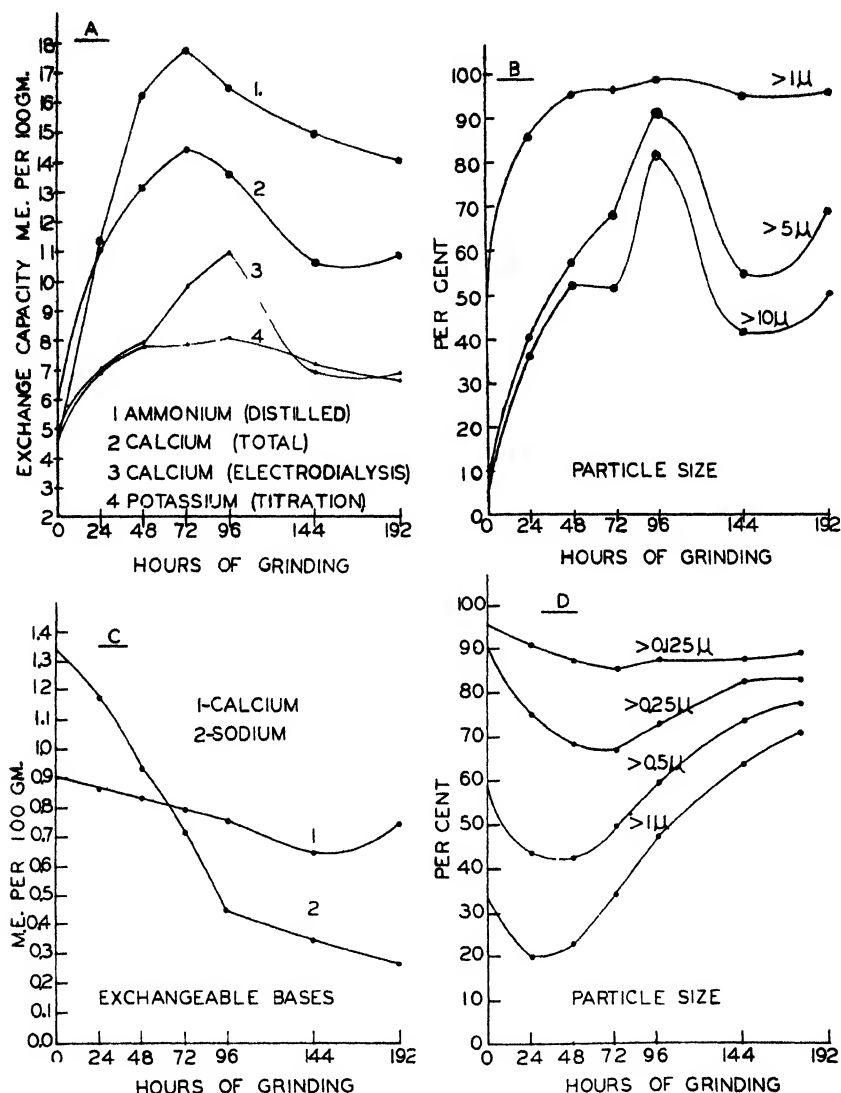 A
EXCHANGE CAPACITY M.E. PER 100GM.
18
17
16
15
14
13
12
11
10
9
8
7
6
5
4
3
2
1.
2
3
4
1 AMMONIUM (DISTILLED)
2 CALCIUM (TOTAL)
3 CALCIUM (ELECTRODIALYSIS)
4 POTASSIUM (TITRATION)
0 24 48 72 96 144 192
HOURS OF GRINDING
B
PER CENT
100
90
80
70
60
50
40
30
20
10
0
>1μ
>5μ
>10μ
PARTICLE SIZE
0 24 48 72 96 144 192
HOURS OF GRINDING
C
M.E. PER 100 GM.
1.4
1.3
1.2
1.1
1.0
0.9
0.8
0.7
0.6
0.5
0.4
0.3
0.2
0.1
0.0
1-CALCIUM
2-SODIUM
1
2
EXCHANGEABLE BASES
0 24 48 72 96 144 192
HOURS OF GRINDING
D
PER CENT
100
90
80
70
60
50
40
30
20
10
0
>0.125μ
>0.25μ
>0.5μ
>1μ
PARTICLE SIZE
0 24 48 72 96 144 192
HOURS OF GRINDING